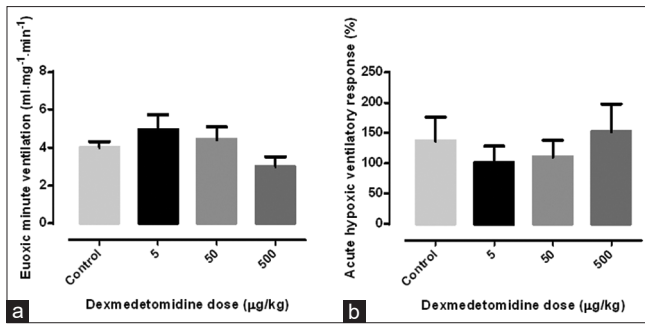 Euoxic minute ventilation (ml·mg⁻¹·min⁻¹)
8
6
4
2
0
Control
5
50
500
Dexmedetomidine dose (µg/kg)
a
Acute hypoxic ventilatory response (%)
250
200
150
100
50
0
Control
5
50
500
Dexmedetomidine dose (µg/kg)
b